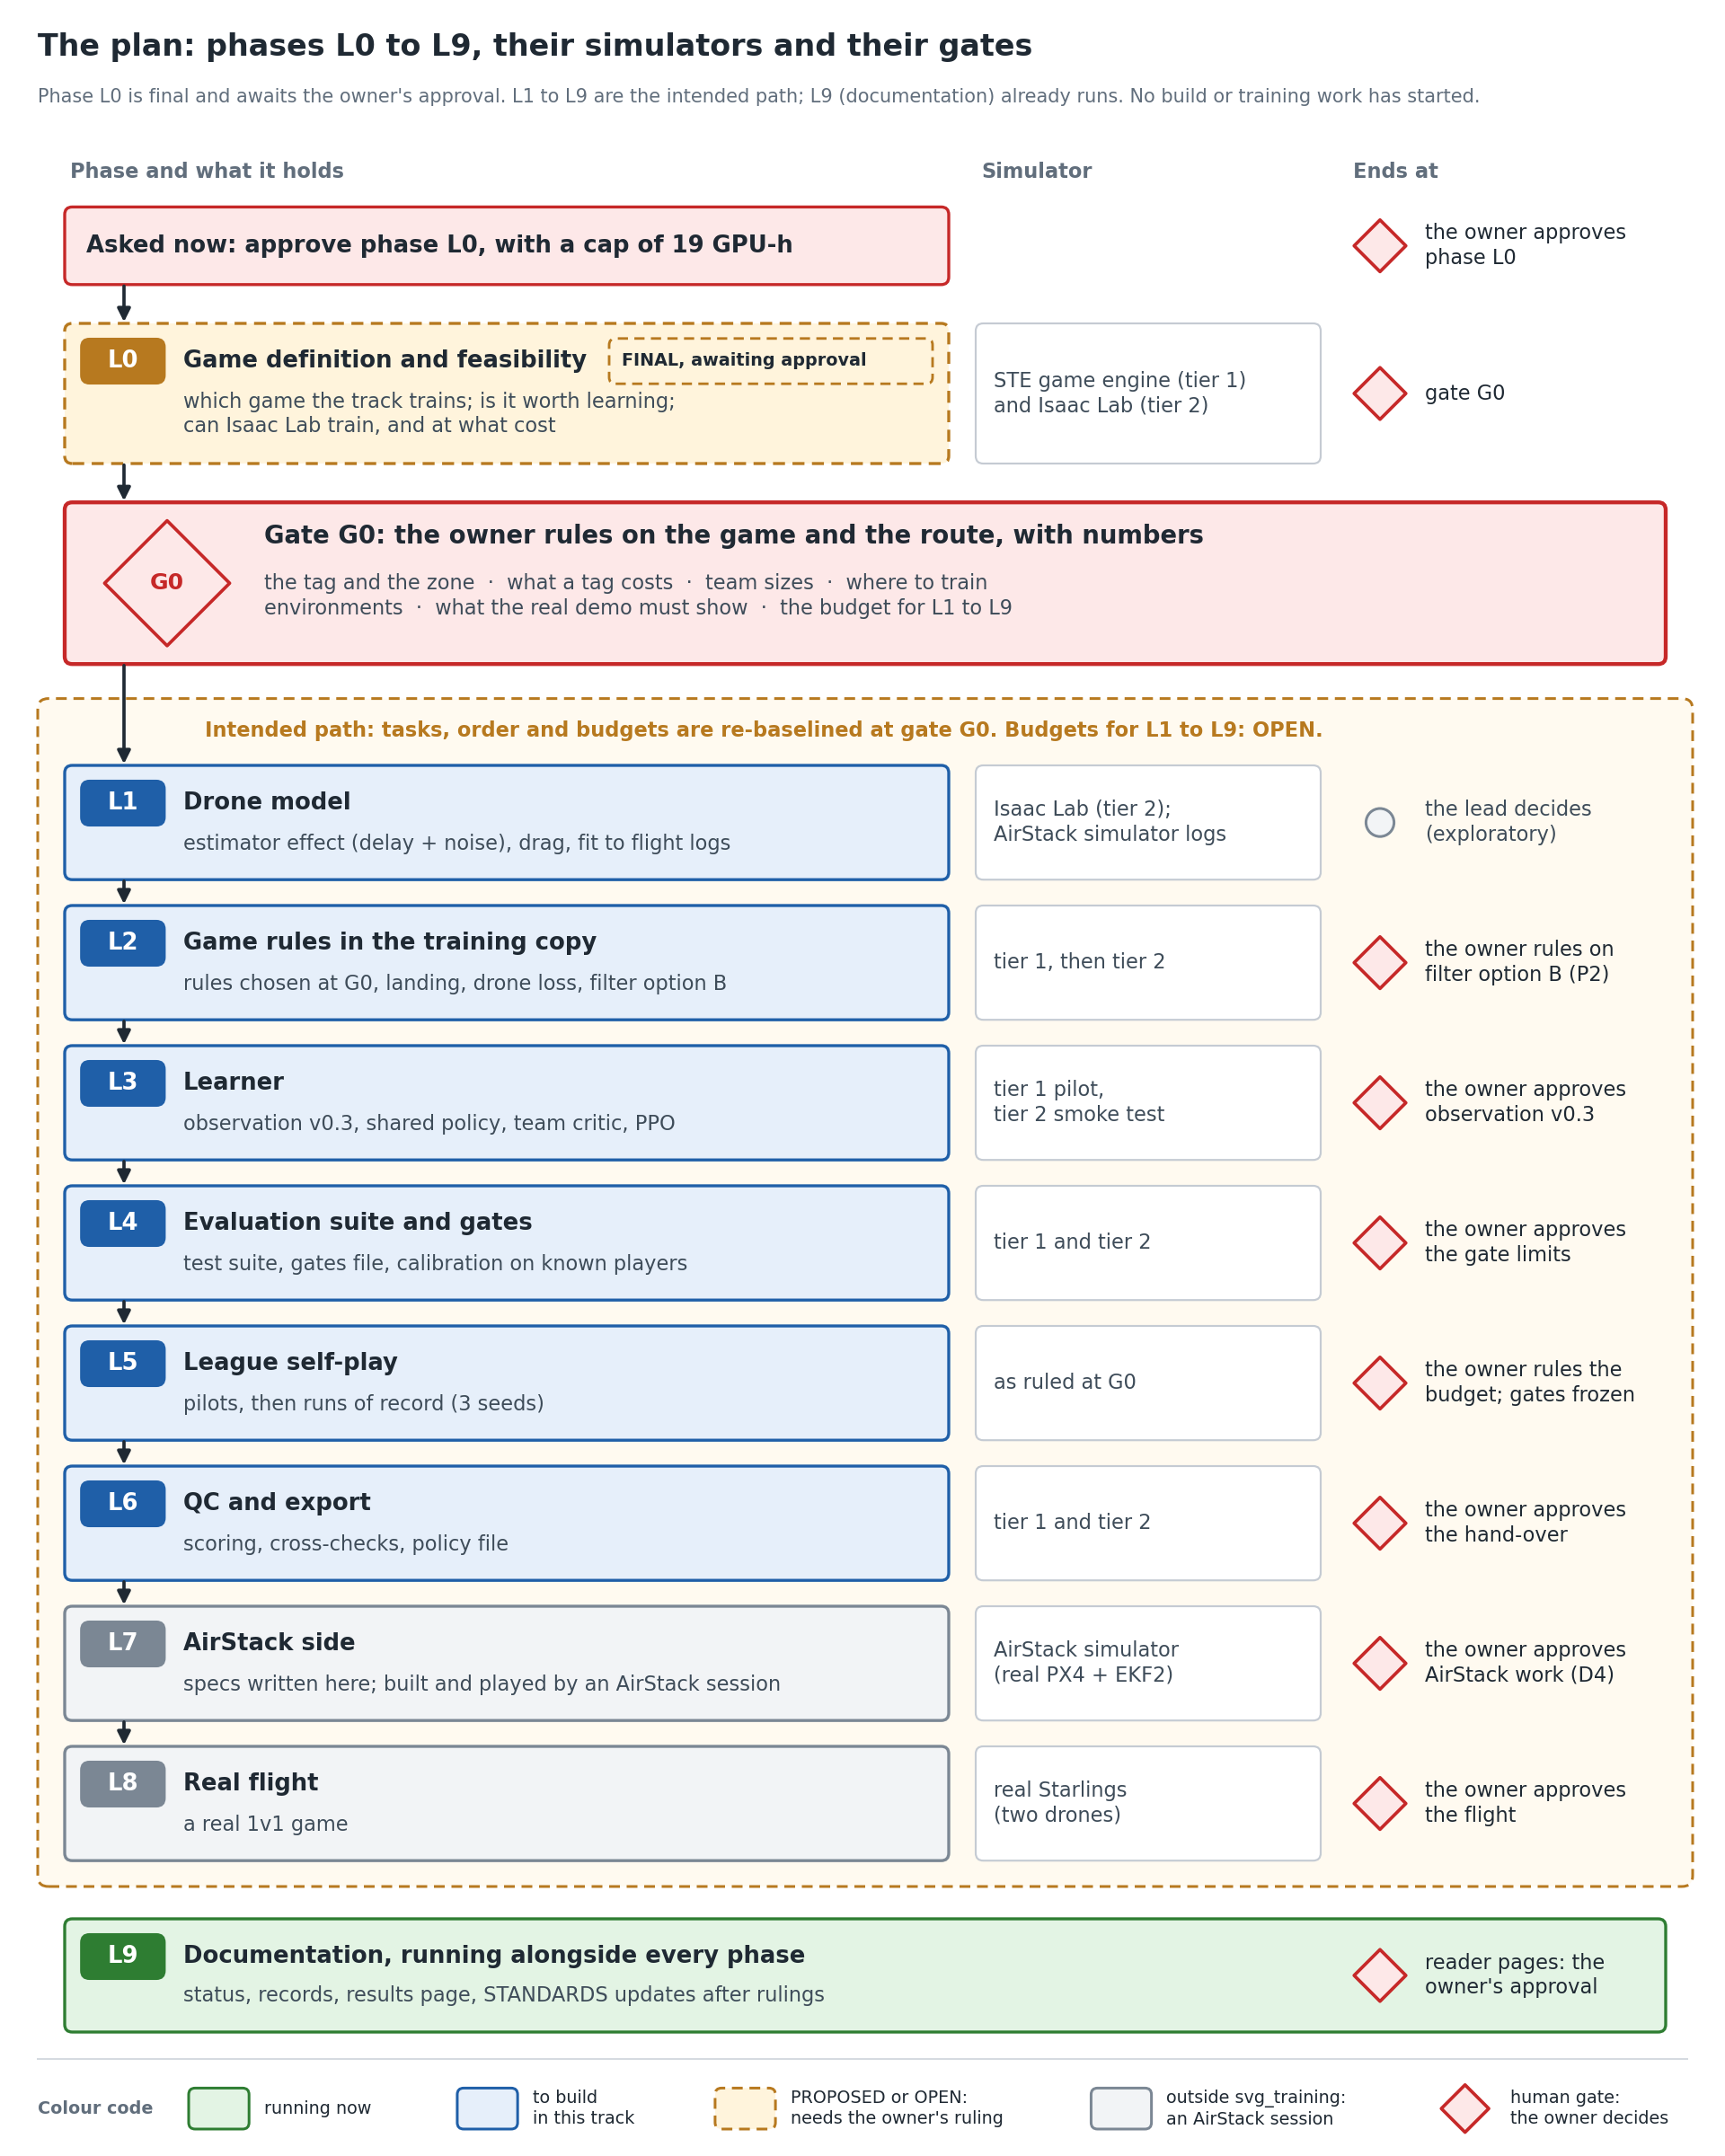 The plan: phases L0 to L9, their simulators and their gates
Phase L0 is final and awaits the owner's approval. L1 to L9 are the intended path; L9 (documentation) already runs. No build or training work has started.
Phase and what it holds
Simulator
Ends at
Asked now: approve phase L0, with a cap of 19 GPU-h
the owner approves
phase L0
L0
Game definition and feasibility
FINAL, awaiting approval
which game the track trains; is it worth learning;
can Isaac Lab train, and at what cost
STE game engine (tier 1)
and Isaac Lab (tier 2)
gate G0
G0
Gate G0: the owner rules on the game and the route, with numbers
the tag and the zone · what a tag costs · team sizes · where to train
environments · what the real demo must show · the budget for L1 to L9
Intended path: tasks, order and budgets are re-baselined at gate G0. Budgets for L1 to L9: OPEN.
L1
Drone model
estimator effect (delay + noise), drag, fit to flight logs
Isaac Lab (tier 2);
AirStack simulator logs
the lead decides
(exploratory)
L2
Game rules in the training copy
rules chosen at G0, landing, drone loss, filter option B
tier 1, then tier 2
the owner rules on
filter option B (P2)
L3
Learner
observation v0.3, shared policy, team critic, PPO
tier 1 pilot,
tier 2 smoke test
the owner approves
observation v0.3
L4
Evaluation suite and gates
test suite, gates file, calibration on known players
tier 1 and tier 2
the owner approves
the gate limits
L5
League self-play
pilots, then runs of record (3 seeds)
as ruled at G0
the owner rules the
budget; gates frozen
L6
QC and export
scoring, cross-checks, policy file
tier 1 and tier 2
the owner approves
the hand-over
L7
AirStack side
specs written here; built and played by an AirStack session
AirStack simulator
(real PX4 + EKF2)
the owner approves
AirStack work (D4)
L8
Real flight
a real 1v1 game
real Starlings
(two drones)
the owner approves
the flight
L9
Documentation, running alongside every phase
status, records, results page, STANDARDS updates after rulings
reader pages: the
owner's approval
Colour code
running now
to build
in this track
PROPOSED or OPEN:
needs the owner's ruling
outside svg_training:
an AirStack session
human gate:
the owner decides